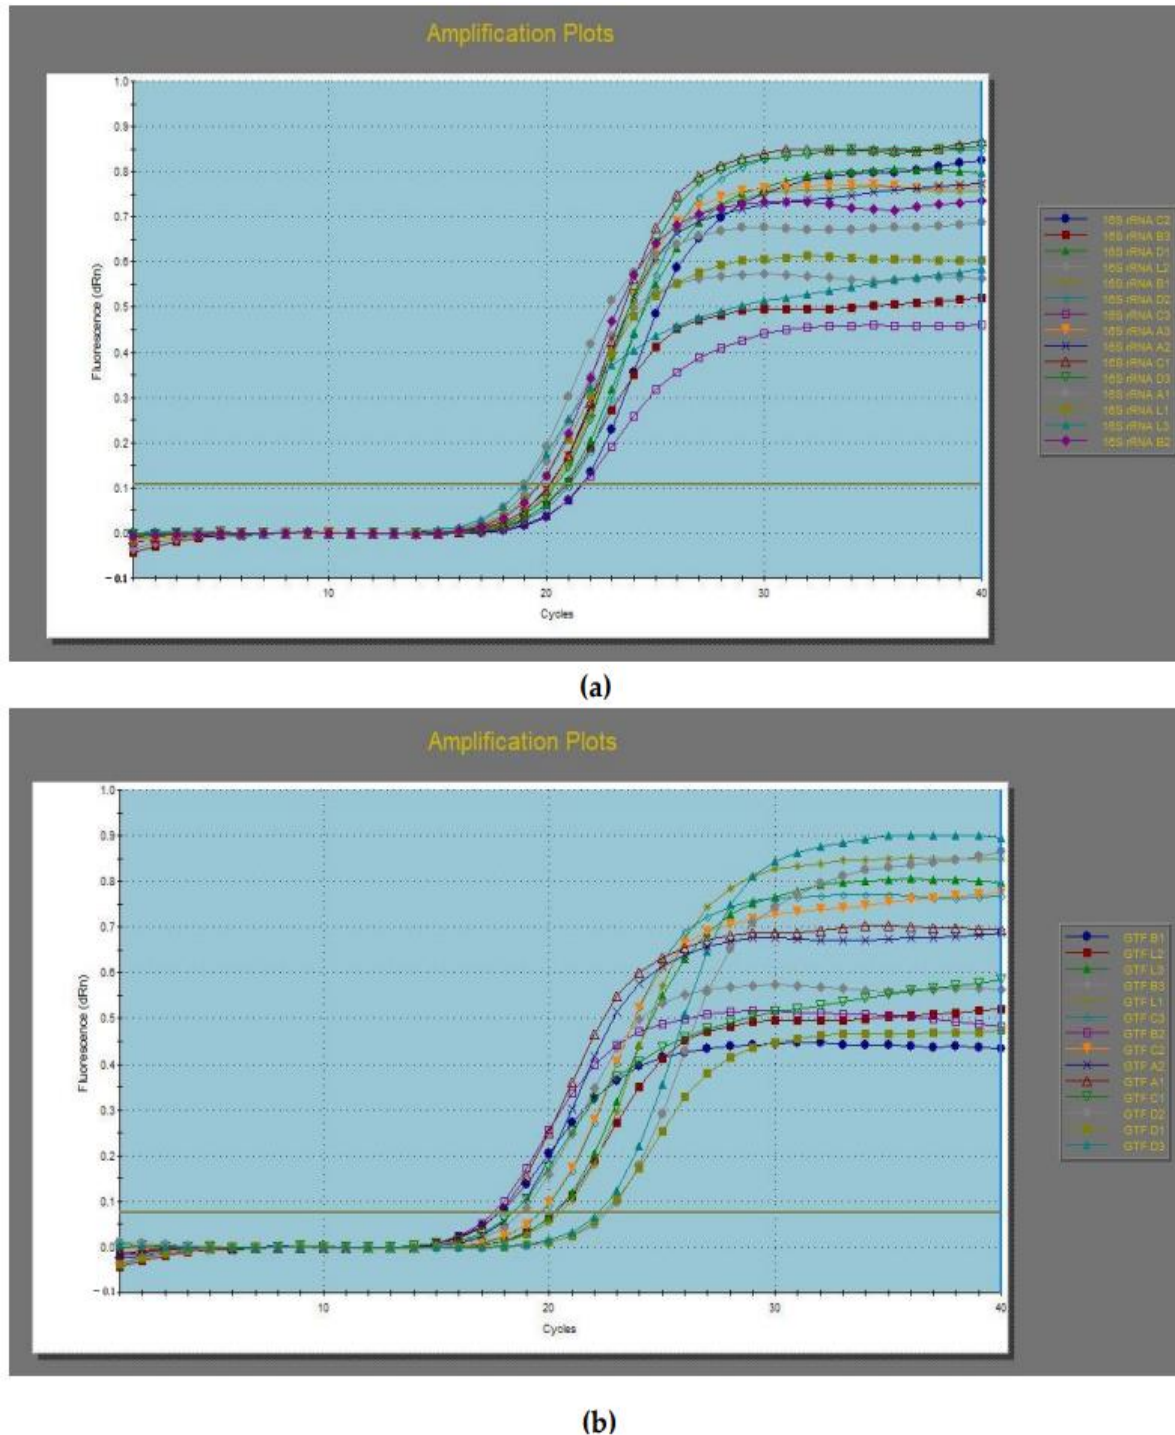 Amplification Plots
1.0
0.9
0.8
0.7
0.6
0.5
0.4
0.3
0.2
0.1
0.0
-0.1
Fluorescence (dRn)
10
20
30
40
Cycles
16S rRNA C2
16S rRNA B3
16S rRNA D1
16S rRNA L2
16S rRNA B1
16S rRNA D2
16S rRNA C3
16S rRNA A3
16S rRNA A2
16S rRNA C1
16S rRNA D3
16S rRNA A1
16S rRNA L1
16S rRNA L3
16S rRNA B2
(a)
Amplification Plots
1.0
0.9
0.8
0.7
0.6
0.5
0.4
0.3
0.2
0.1
0.0
-0.1
Fluorescence (dRn)
10
20
30
40
Cycles
GTF B1
GTF L2
GTF L3
GTF B3
GTF L1
GTF C3
GTF B2
GTF C2
GTF A2
GTF A1
GTF C1
GTF D2
GTF D1
GTF D3
(b)